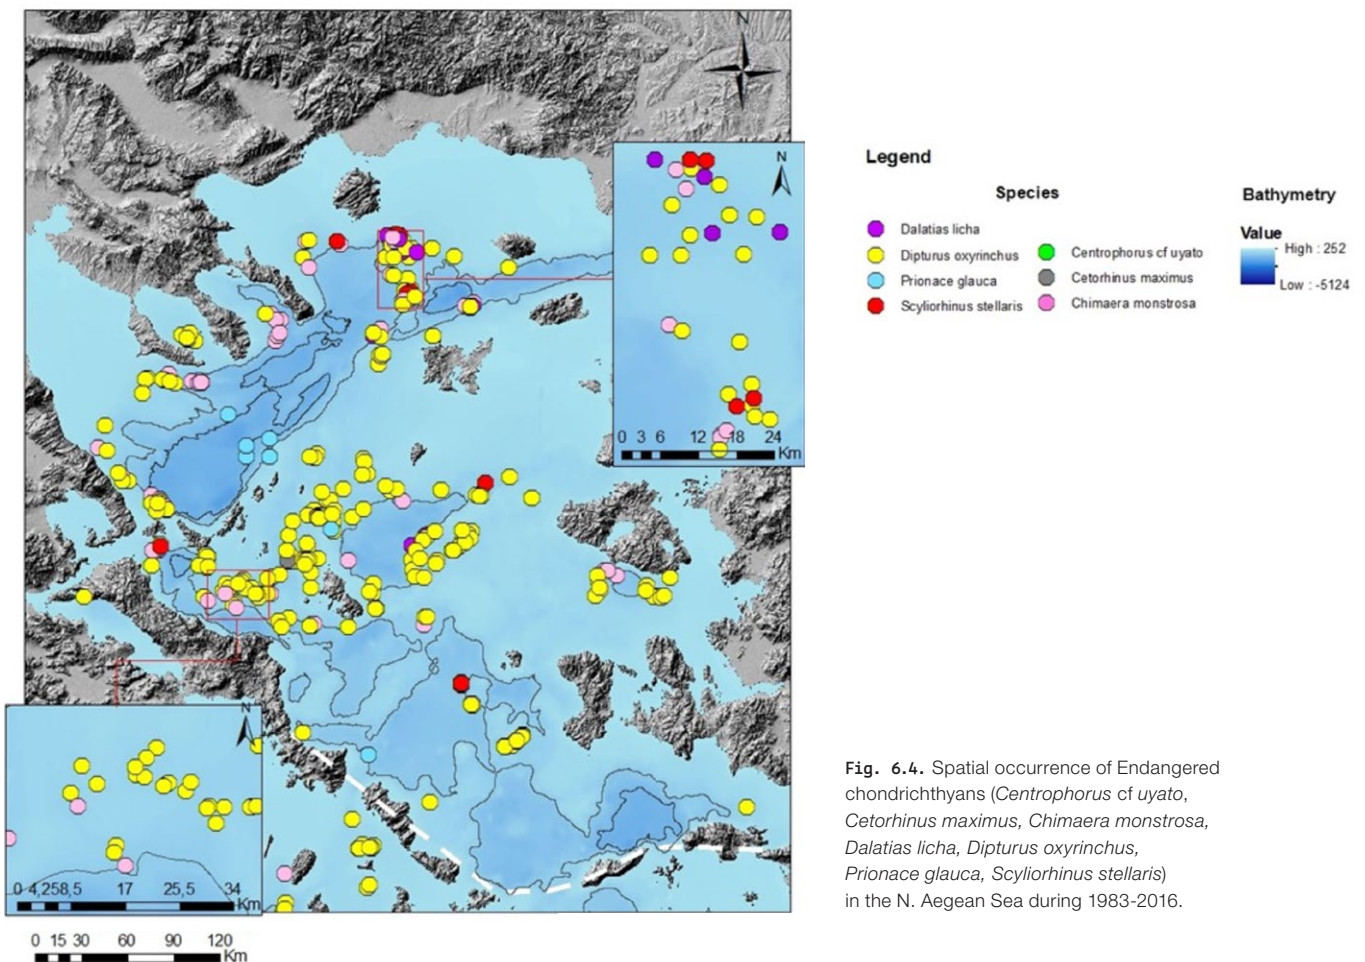 N
N
0 3 6 12 18 24
Km
N
0 4,258,5 17 25,5 34
Km
0 15 30 60 90 120
Km
Legend
Species
Dalatias licha
Dipturus oxyrinchus
Prionace glauca
Scyliorhinus stellaris
Centrophorus cf uyato
Cetorhinus maximus
Chimaera monstrosa
Bathymetry
Value
High : 252
Low : -5124
Fig. 6.4. Spatial occurrence of Endangered
chondrichthyans (Centrophorus cf uyato,
Cetorhinus maximus, Chimaera monstrosa,
Dalatias licha, Dipturus oxyrinchus,
Prionace glauca, Scyliorhinus stellaris)
in the N. Aegean Sea during 1983-2016.